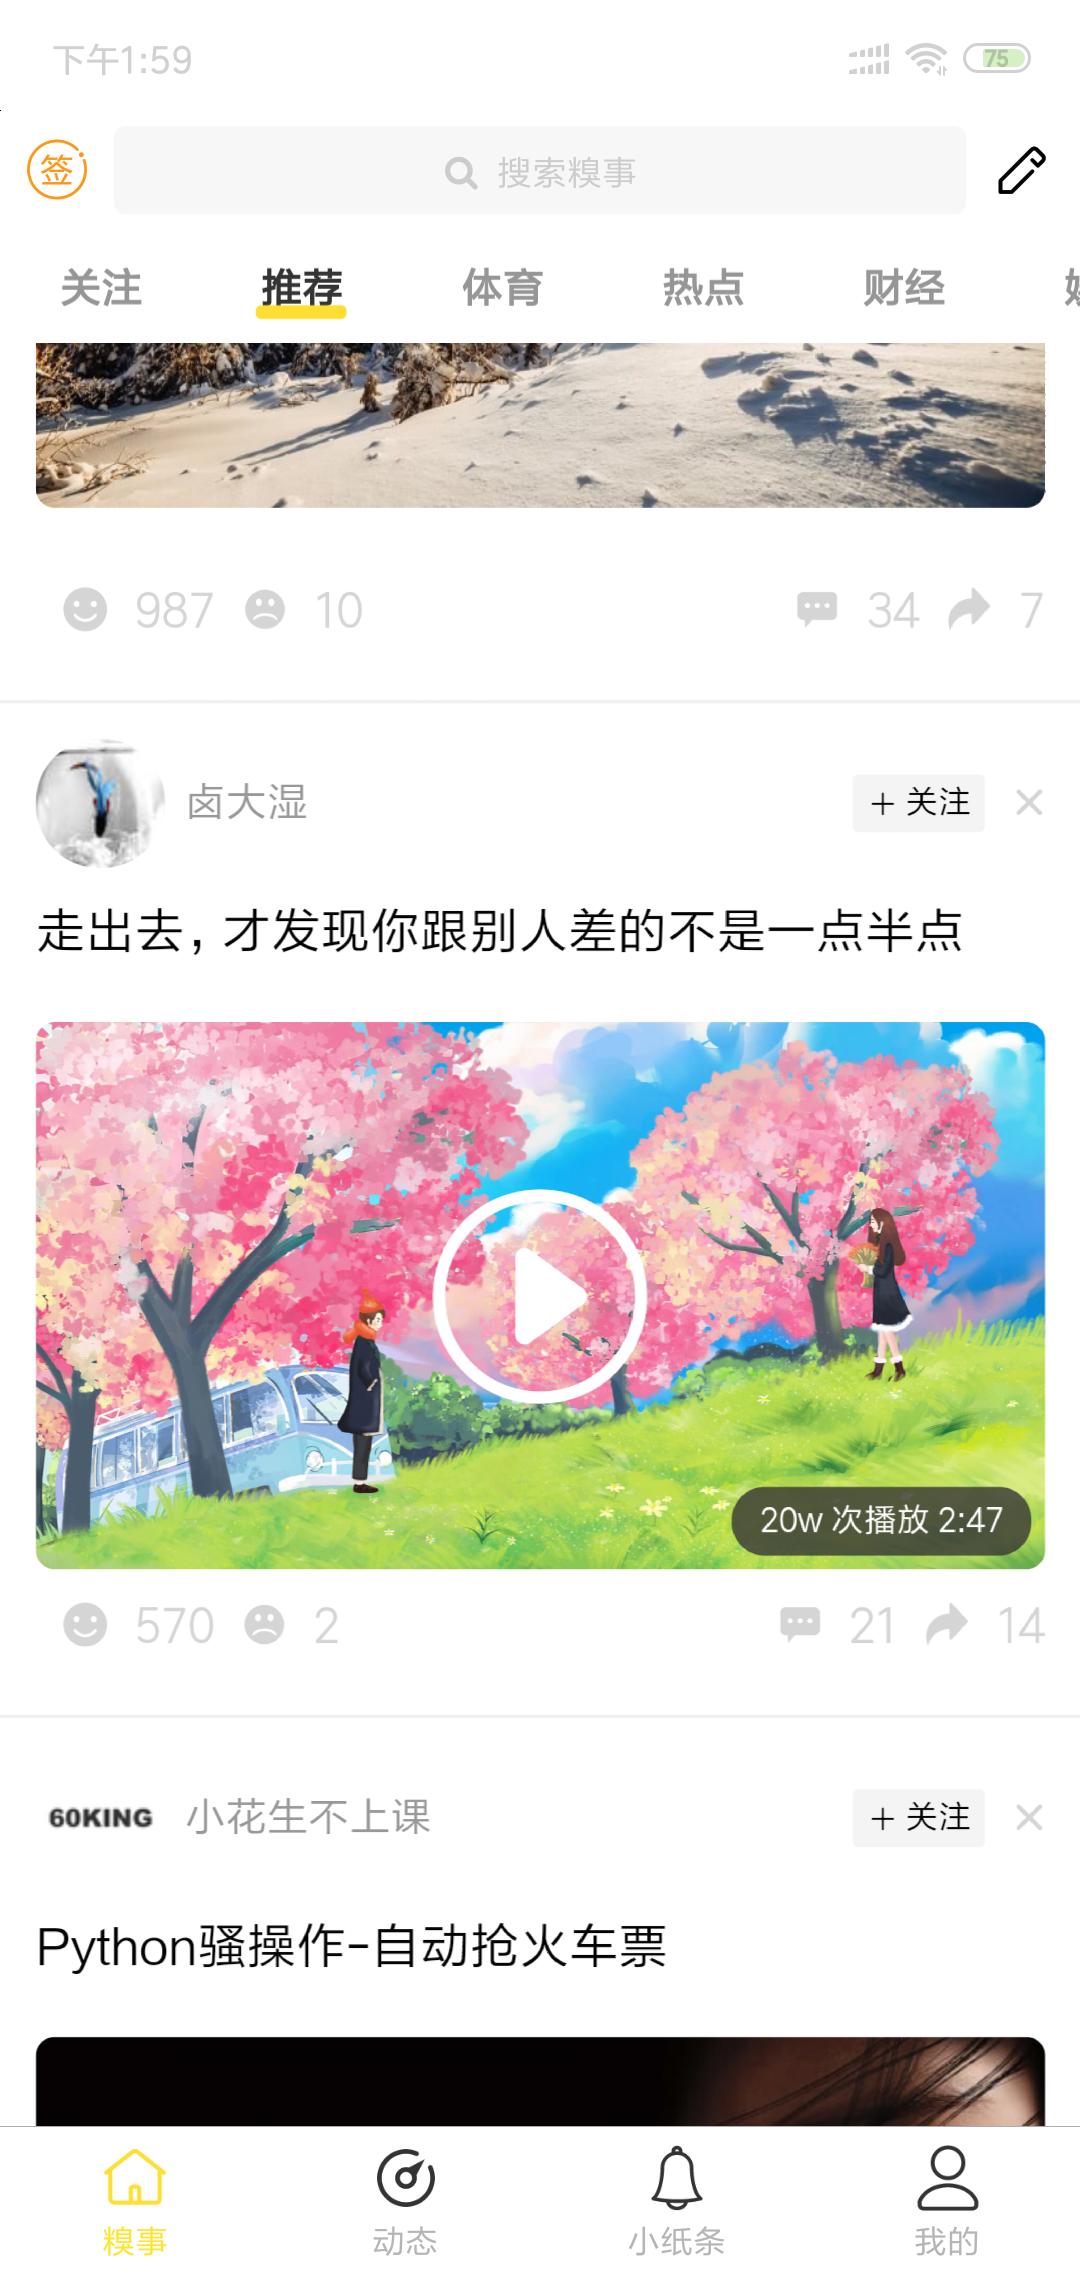 下午1:59
75
签
搜索糗事
关注 推荐 体育 热点 财经
987 10 34 7
卤大湿
+ 关注
走出去，才发现你跟别人差的不是一点半点
20w 次播放 2:47
570 2 21 14
60KING
小花生不上课
+ 关注
Python骚操作-自动抢火车票
糗事 动态 小纸条 我的